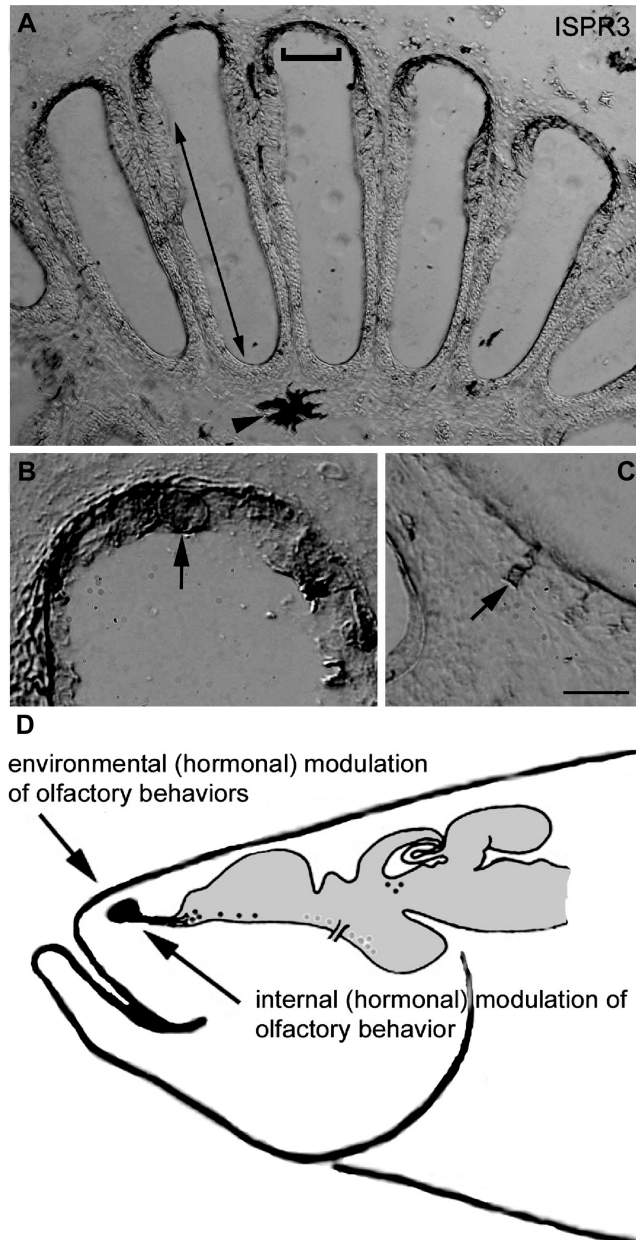 A
ISPR3
B
C
D
environmental (hormonal) modulation
of olfactory behaviors
internal (hormonal) modulation of
olfactory behavior